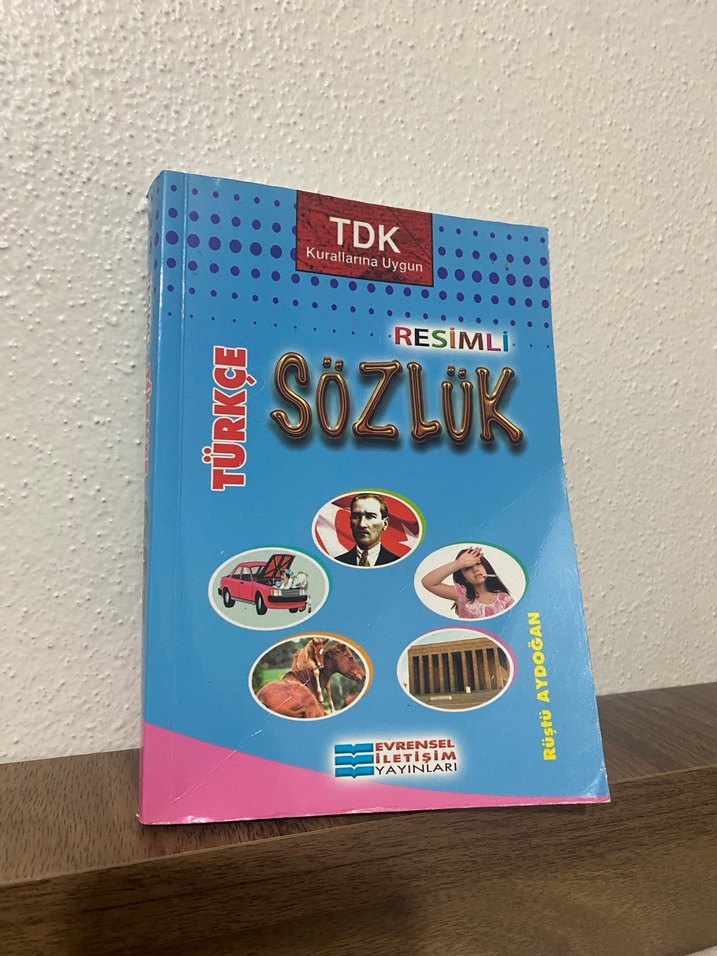 TDK
Kurallarına Uygun
RESİMLİ
TÜRKÇE
SÖZLÜK
Rüştü AYDOĞAN
EVRENSEL
İLETİŞİM
YAYINLARI